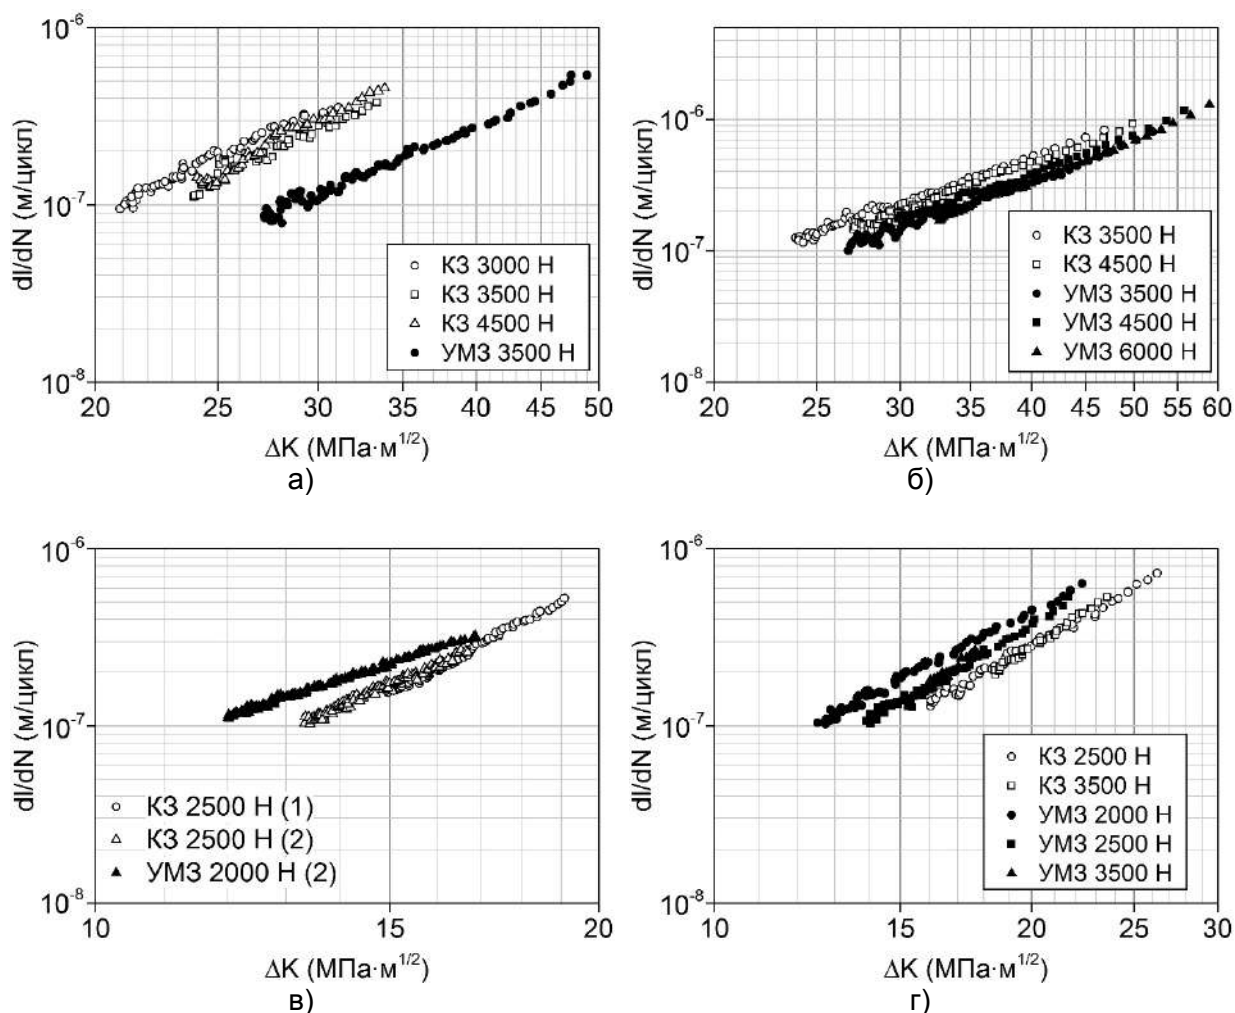 10⁻⁶
10⁻⁷
10⁻⁸
dl/dN (м/цикл)
КЗ 3000 Н
КЗ 3500 Н
КЗ 4500 Н
УМЗ 3500 Н
20 25 30 35 40 45 50
ΔK (МПа·м^1/2)
а)
10⁻⁶
10⁻⁷
10⁻⁸
dl/dN (м/цикл)
КЗ 3500 Н
КЗ 4500 Н
УМЗ 3500 Н
УМЗ 4500 Н
УМЗ 6000 Н
20 25 30 35 40 45 50 55 60
ΔK (МПа·м^1/2)
б)
10⁻⁶
10⁻⁷
10⁻⁸
dl/dN (м/цикл)
КЗ 2500 Н (1)
КЗ 2500 Н (2)
УМЗ 2000 Н (2)
10 15 20
ΔK (МПа·м^1/2)
в)
10⁻⁶
10⁻⁷
10⁻⁸
dl/dN (м/цикл)
КЗ 2500 Н
КЗ 3500 Н
УМЗ 2000 Н
УМЗ 2500 Н
УМЗ 3500 Н
10 15 20 25 30
ΔK (МПа·м^1/2)
г)